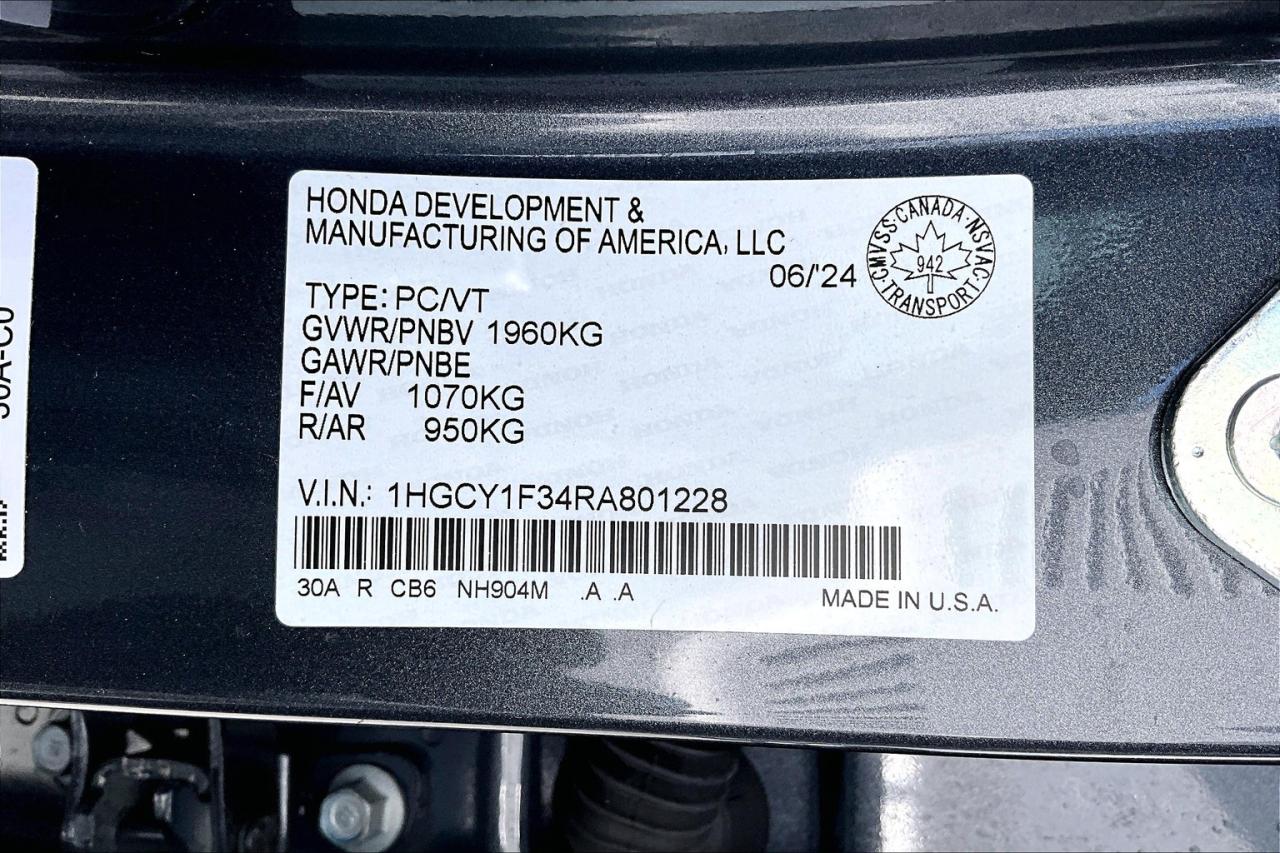 HONDA DEVELOPMENT &
MANUFACTURING OF AMERICA, LLC
06/'24
CMVSS·CANADA·NSVAC·TRANSPORT·
942
TYPE: PC/VT
GVWR/PNBV 1960KG
GAWR/PNBE
F/AV 1070KG
R/AR 950KG
V.I.N.: 1HGCY1F34RA801228
30A R CB6 NH904M .A .A
MADE IN U.S.A.